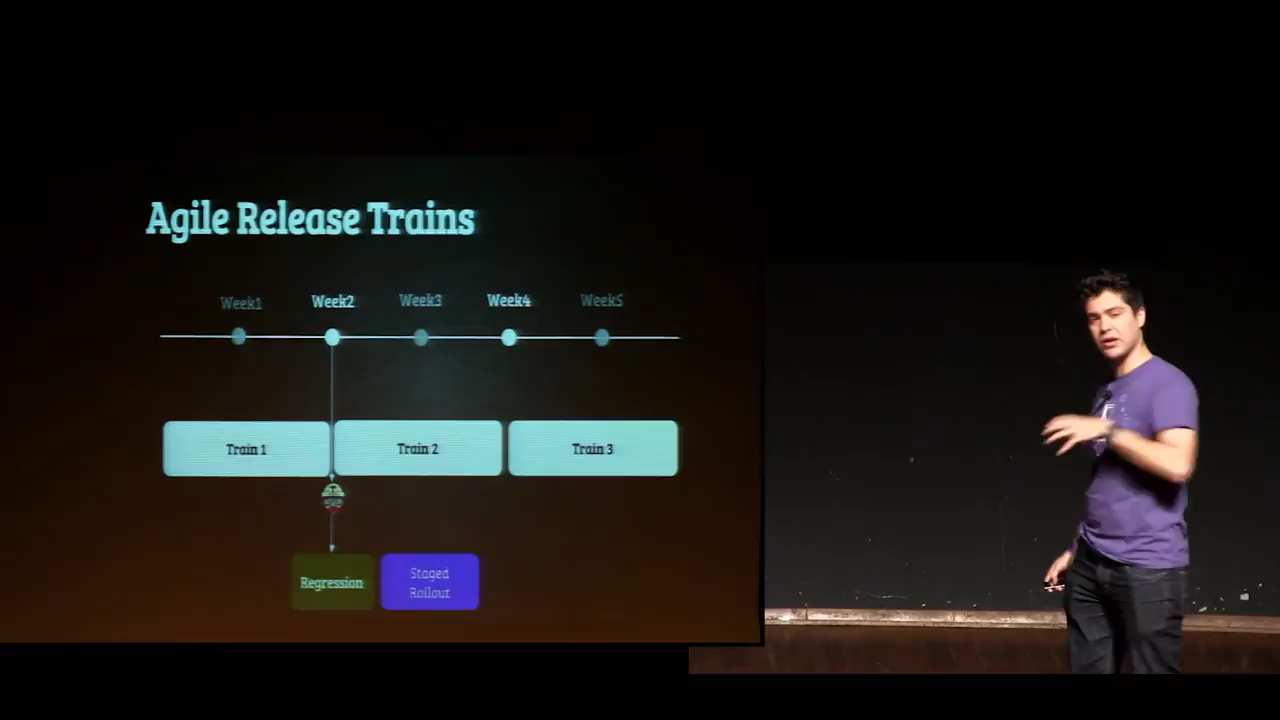 Agile Release Trains
Week1 Week2 Week3 Week4 Week5
Train 1 Train 2 Train 3
Regression
Staged
Rollout